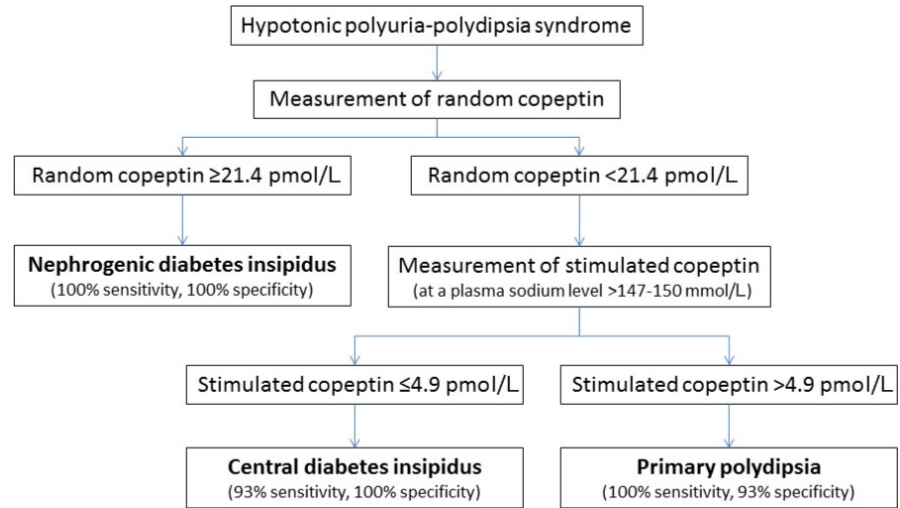 Hypotonic polyuria-polydipsia syndrome
Measurement of random copeptin
Random copeptin ≥21.4 pmol/L
Random copeptin <21.4 pmol/L
Nephrogenic diabetes insipidus
(100% sensitivity, 100% specificity)
Measurement of stimulated copeptin
(at a plasma sodium level >147-150 mmol/L)
Stimulated copeptin ≤4.9 pmol/L
Stimulated copeptin >4.9 pmol/L
Central diabetes insipidus
(93% sensitivity, 100% specificity)
Primary polydipsia
(100% sensitivity, 93% specificity)